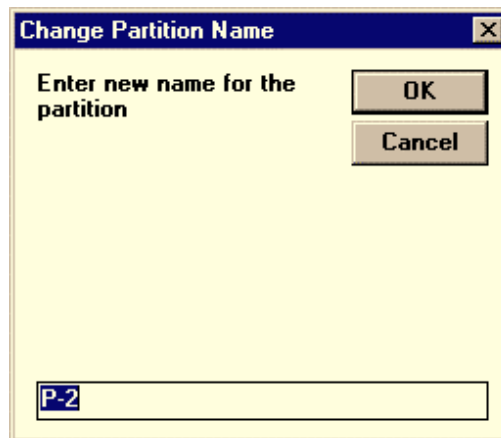 Change Partition Name
Enter new name for the
partition
OK
Cancel
P-2